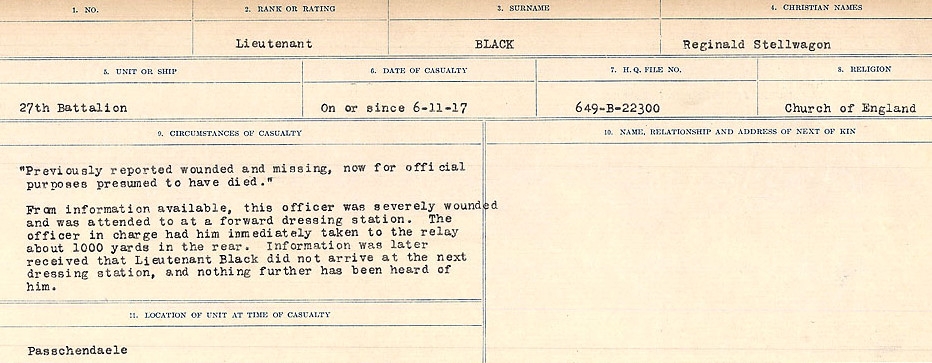 1. NO.
2. RANK OR RATING
3. SURNAME
4. CHRISTIAN NAMES
Lieutenant
BLACK
Reginald Stellwagon
5. UNIT OR SHIP
6. DATE OF CASUALTY
7. H.Q. FILE NO.
8. RELIGION
27th Battalion
On or since 6-11-17
649-B-22300
Church of England
9. CIRCUMSTANCES OF CASUALTY
"Previously reported wounded and missing, now for official
purposes presumed to have died."
From information available, this officer was severely wounded
and was attended to at a forward dressing station. The
officer in charge had him immediately taken to the relay
about 1000 yards in the rear. Information was later
received that Lieutenant Black did not arrive at the next
dressing station, and nothing further has been heard of
him.
10. NAME, RELATIONSHIP AND ADDRESS OF NEXT OF KIN
11. LOCATION OF UNIT AT TIME OF CASUALTY
Passchendaele